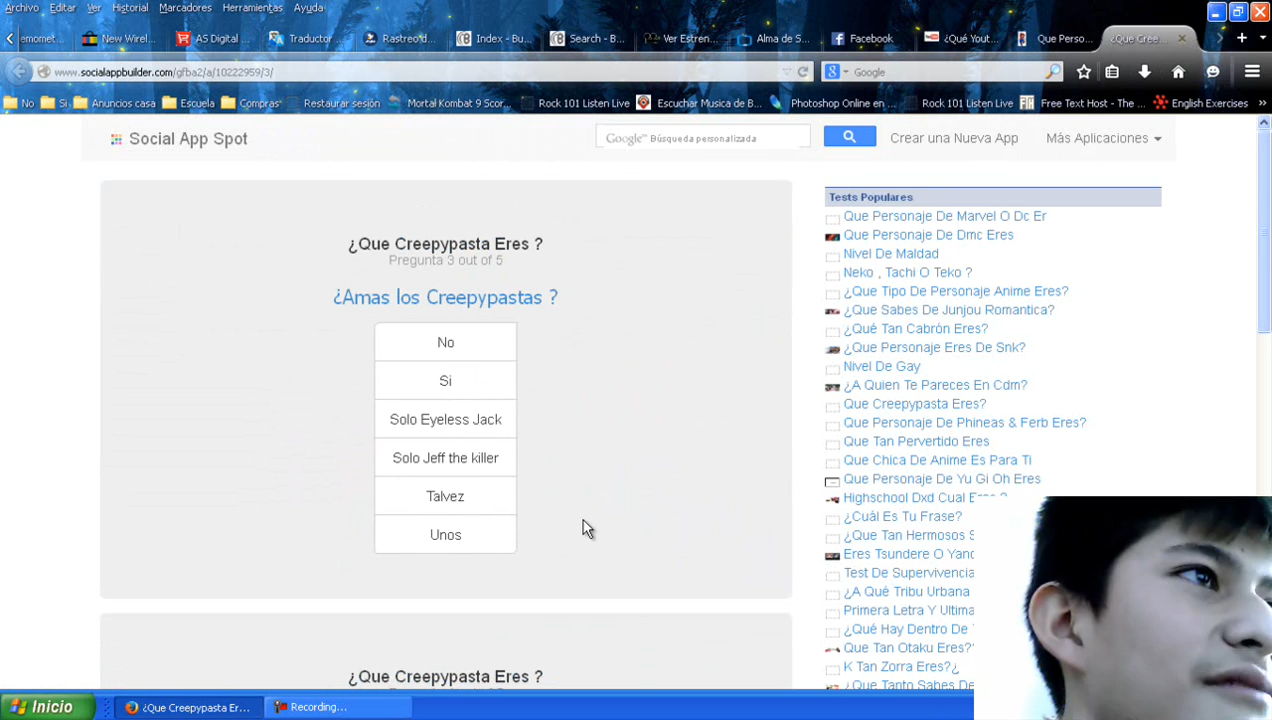 Archivo Editar Ver Historial Marcadores Herramientas Ayuda
emomet... New Wirel... AS Digital ... Traductor ... Rastreo d... Index - Bu... Search - B... Ver Estren... Alma de S... Facebook ¿Qué Yout... Que Perso... ¿Que Cree...
www.socialappbuilder.com/gfba2/a/10222959/3/ Google
No Si Anuncios casa Escuela Compras Restaurar sesión Mortal Kombat 9 Scor... Rock 101 Listen Live Escuchar Musica de B... Photoshop Online en ... Rock 101 Listen Live Free Text Host - The ... English Exercises
Social App Spot
Google™ Búsqueda personalizada
Crear una Nueva App
Más Aplicaciones
¿Que Creepypasta Eres ?
Pregunta 3 out of 5
¿Amas los Creepypastas ?
No
Si
Solo Eyeless Jack
Solo Jeff the killer
Talvez
Unos
¿Que Creepypasta Eres ?
Tests Populares
Que Personaje De Marvel O Dc Er
Que Personaje De Dmc Eres
Nivel De Maldad
Neko , Tachi O Teko ?
¿Que Tipo De Personaje Anime Eres?
¿Que Sabes De Junjou Romantica?
¿Qué Tan Cabrón Eres?
¿Que Personaje Eres De Snk?
Nivel De Gay
¿A Quien Te Pareces En Cdm?
Que Creepypasta Eres?
Que Personaje De Phineas & Ferb Eres?
Que Tan Pervertido Eres
Que Chica De Anime Es Para Ti
Que Personaje De Yu Gi Oh Eres
Highschool Dxd Cual Eres ?
¿Cuál Es Tu Frase?
¿Que Tan Hermosos S
Eres Tsundere O Yand
Test De Supervivencia
¿A Qué Tribu Urbana
Primera Letra Y Ultima
¿Qué Hay Dentro De
Que Tan Otaku Eres?
K Tan Zorra Eres?¿
¿Que Tanto Sabes De
Inicio
¿Que Creepypasta Er...
Recording...